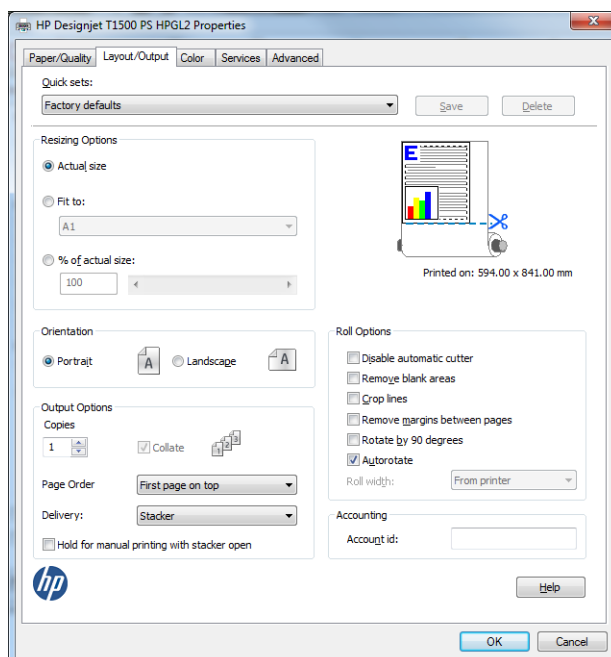 HP Designjet T1500 PS HPGL2 Properties
Paper/Quality Layout/Output Color Services Advanced
Quick sets:
Factory defaults Save Delete
Resizing Options
Actual size
Fit to:
A1
% of actual size:
100
E
Printed on: 594.00 x 841.00 mm
Orientation
Portrait A Landscape A
Output Options
Copies
1 Collate 1 2 3
Page Order First page on top
Delivery: Stacker
Hold for manual printing with stacker open
Roll Options
Disable automatic cutter
Remove blank areas
Crop lines
Remove margins between pages
Rotate by 90 degrees
Autorotate
Roll width: From printer
Accounting
Account id:
hp
Help
OK Cancel